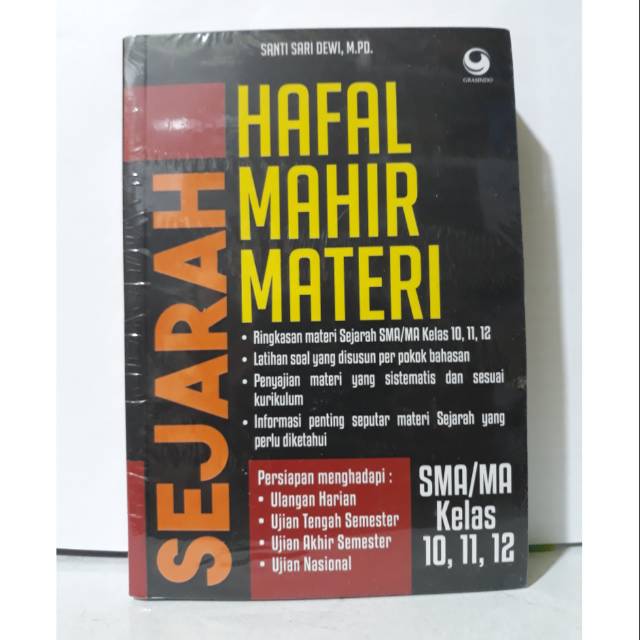 SANTI SARI DEWI, M.PD.
GRASINDO
SEJARAH
HAFAL
MAHIR
MATERI
• Ringkasan materi Sejarah SMA/MA Kelas 10, 11, 12
• Latihan soal yang disusun per pokok bahasan
• Penyajian materi yang sistematis dan sesuai
kurikulum
• Informasi penting seputar materi Sejarah yang
perlu diketahui
Persiapan menghadapi :
• Ulangan Harian
• Ujian Tengah Semester
• Ujian Akhir Semester
• Ujian Nasional
SMA/MA
Kelas
10, 11, 12